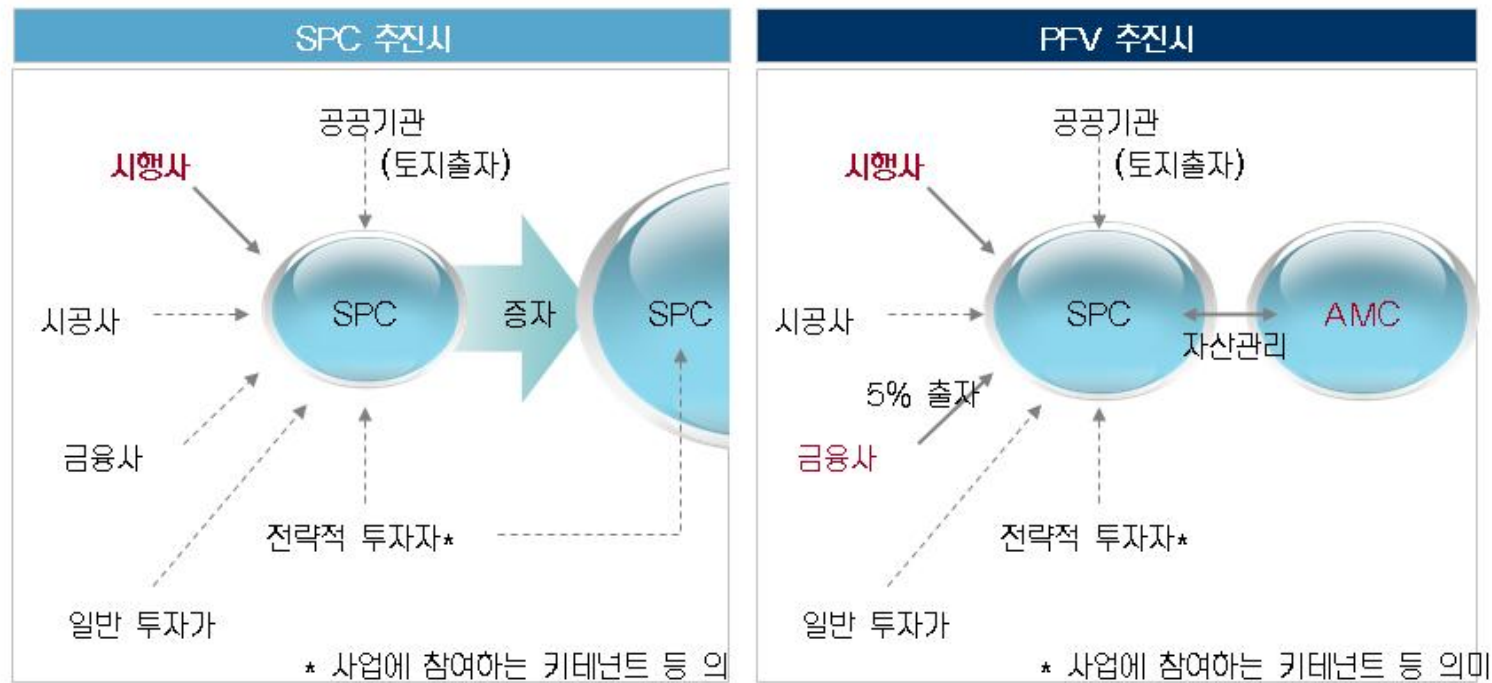 SPC 추진시
공공기관
시행사
(토지출자)
시공사
SPC
증자
SPC
금융사
전략적 투자자*
일반 투자가
* 사업에 참여하는 키테넌트 등 의
PFV 추진시
공공기관
시행사
(토지출자)
시공사
SPC
AMC
자산관리
5% 출자
금융사
전략적 투자자*
일반 투자가
* 사업에 참여하는 키테넌트 등 의미